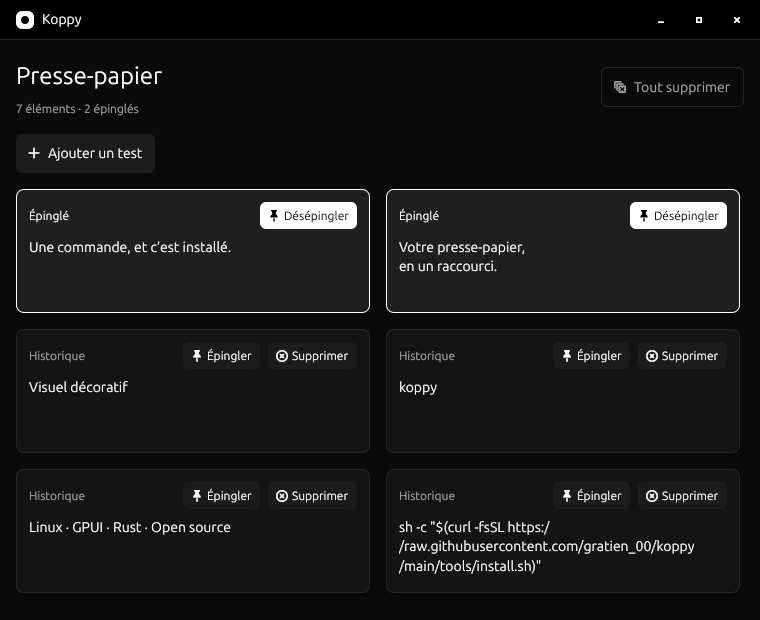 Koppy
Presse-papier
7 éléments · 2 épinglés
Tout supprimer
+ Ajouter un test
Épinglé
Désépingler
Une commande, et c’est installé.
Épinglé
Désépingler
Votre presse-papier,
en un raccourci.
Historique
Épingler
Supprimer
Visuel décoratif
Historique
Épingler
Supprimer
koppy
Historique
Épingler
Supprimer
Linux · GPUI · Rust · Open source
Historique
Épingler
Supprimer
sh -c "$(curl -fsSL https:/
/raw.githubusercontent.com/gratien_00/koppy
/main/tools/install.sh)"